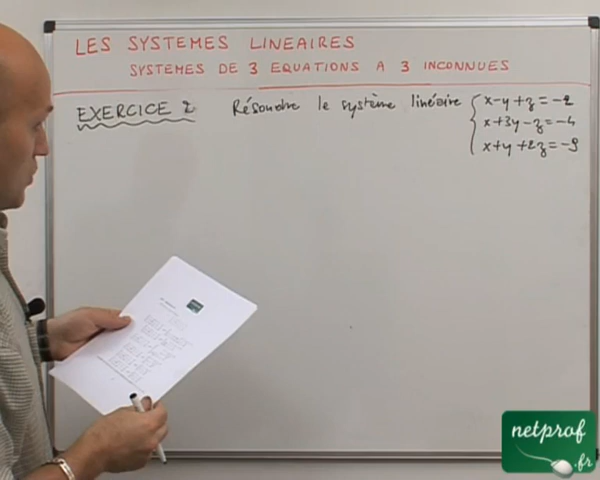 LES SYSTEMES LINEAIRES
SYSTEMES DE 3 EQUATIONS A 3 INCONNUES
EXERCICE 2 Résoudre le système linéaire { x-y+z=-2
x+3y-z=-4
x+y+2z=-9
netprof
.fr